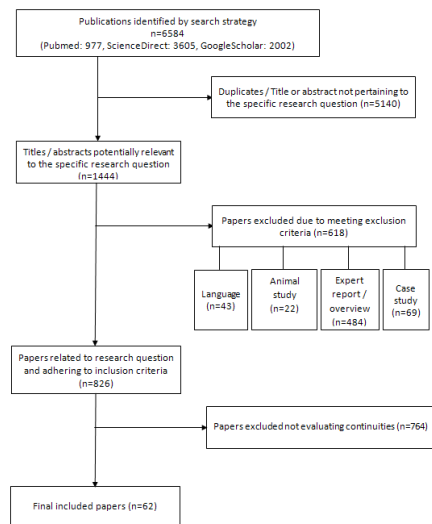 Publications identified by search strategy
n=6584
(Pubmed: 977, ScienceDirect: 3605, GoogleScholar: 2002)
Duplicates / Title or abstract not pertaining to
the specific research question (n=5140)
Titles / abstracts potentially relevant
to the specific research question
(n=1444)
Papers excluded due to meeting exclusion
criteria (n=618)
Language
(n=43)
Animal
study
(n=22)
Expert
report /
overview
(n=484)
Case
study
(n=69)
Papers related to research question
and adhering to inclusion criteria
(n=826)
Papers excluded not evaluating continuities (n=764)
Final included papers (n=62)